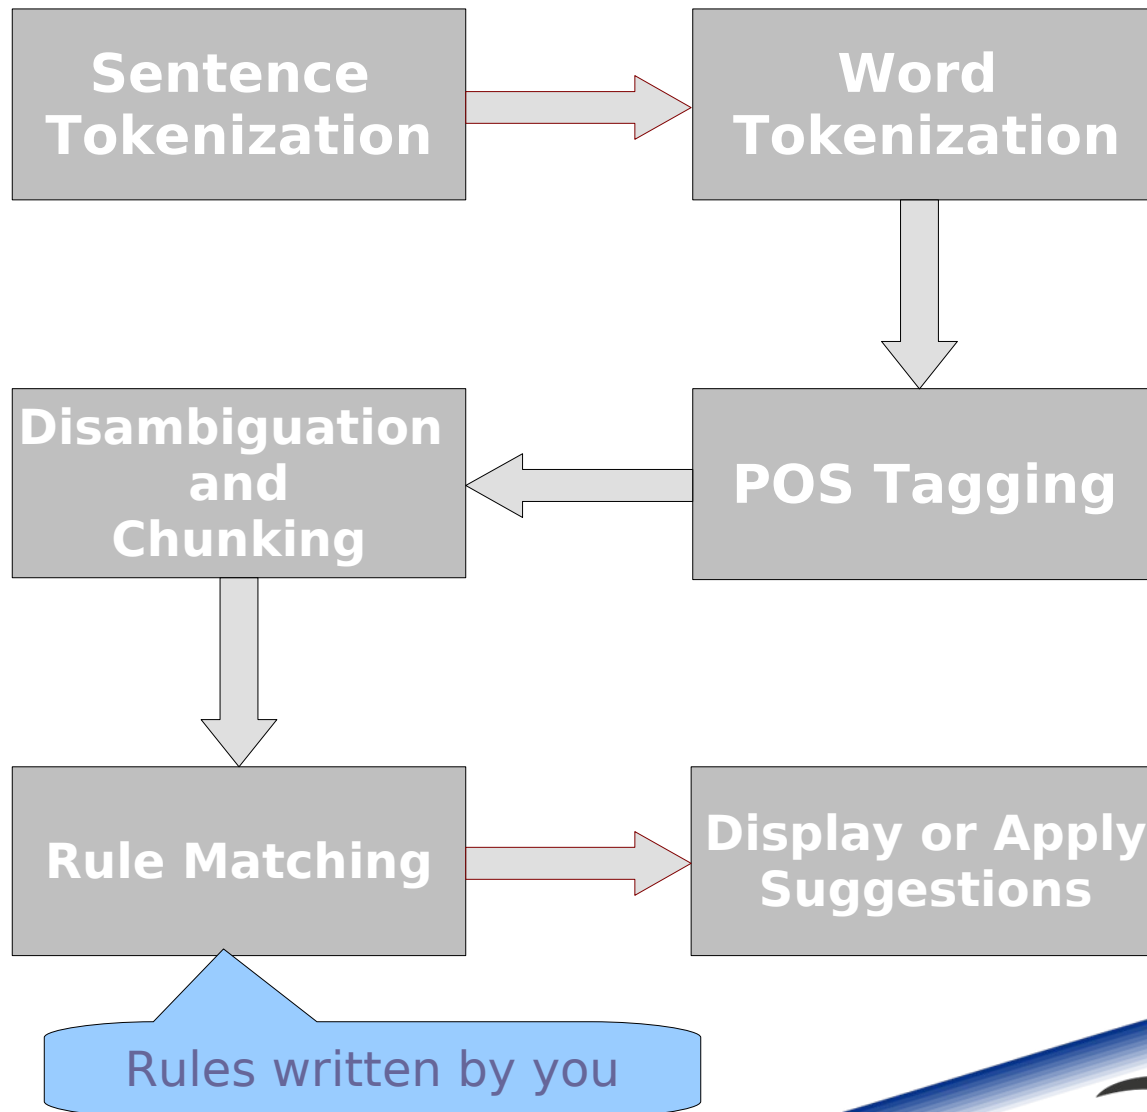 Sentence
Tokenization
Word
Tokenization
POS Tagging
Disambiguation
and
Chunking
Rule Matching
Display or Apply
Suggestions
Rules written by you